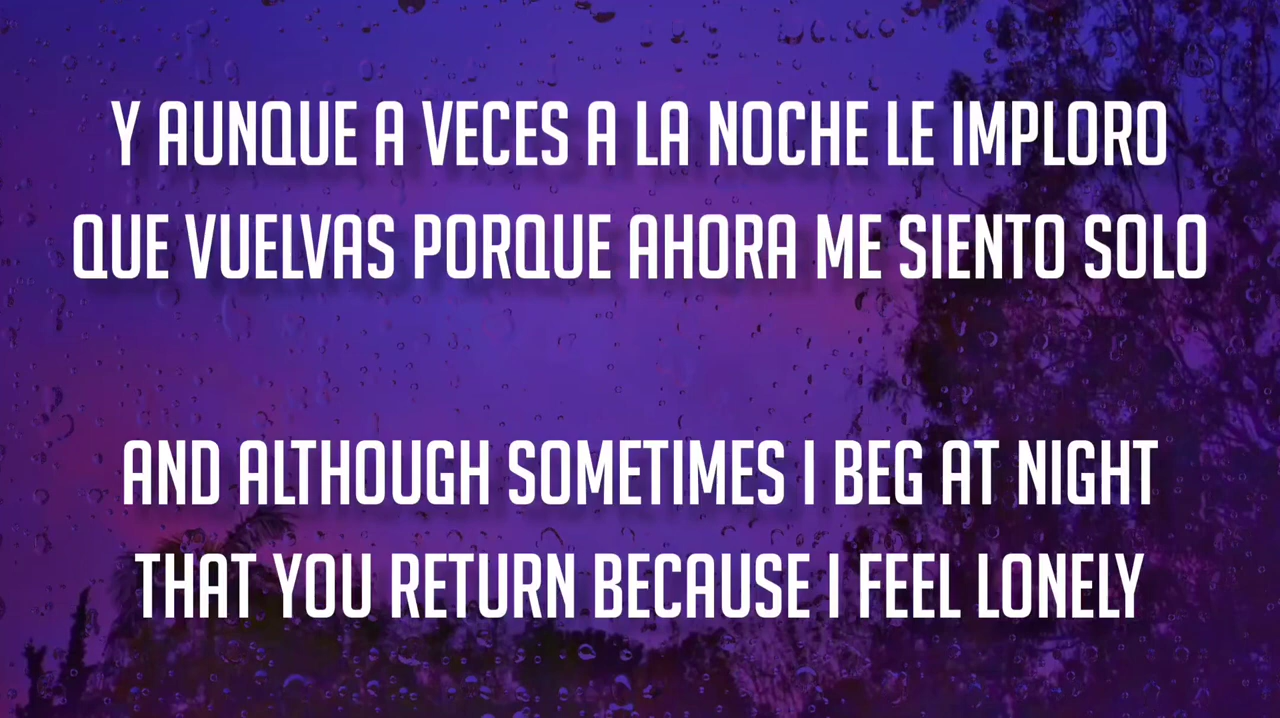 Y AUNQUE A VECES A LA NOCHE LE IMPLORO
QUE VUELVAS PORQUE AHORA ME SIENTO SOLO
AND ALTHOUGH SOMETIMES I BEG AT NIGHT
THAT YOU RETURN BECAUSE I FEEL LONELY